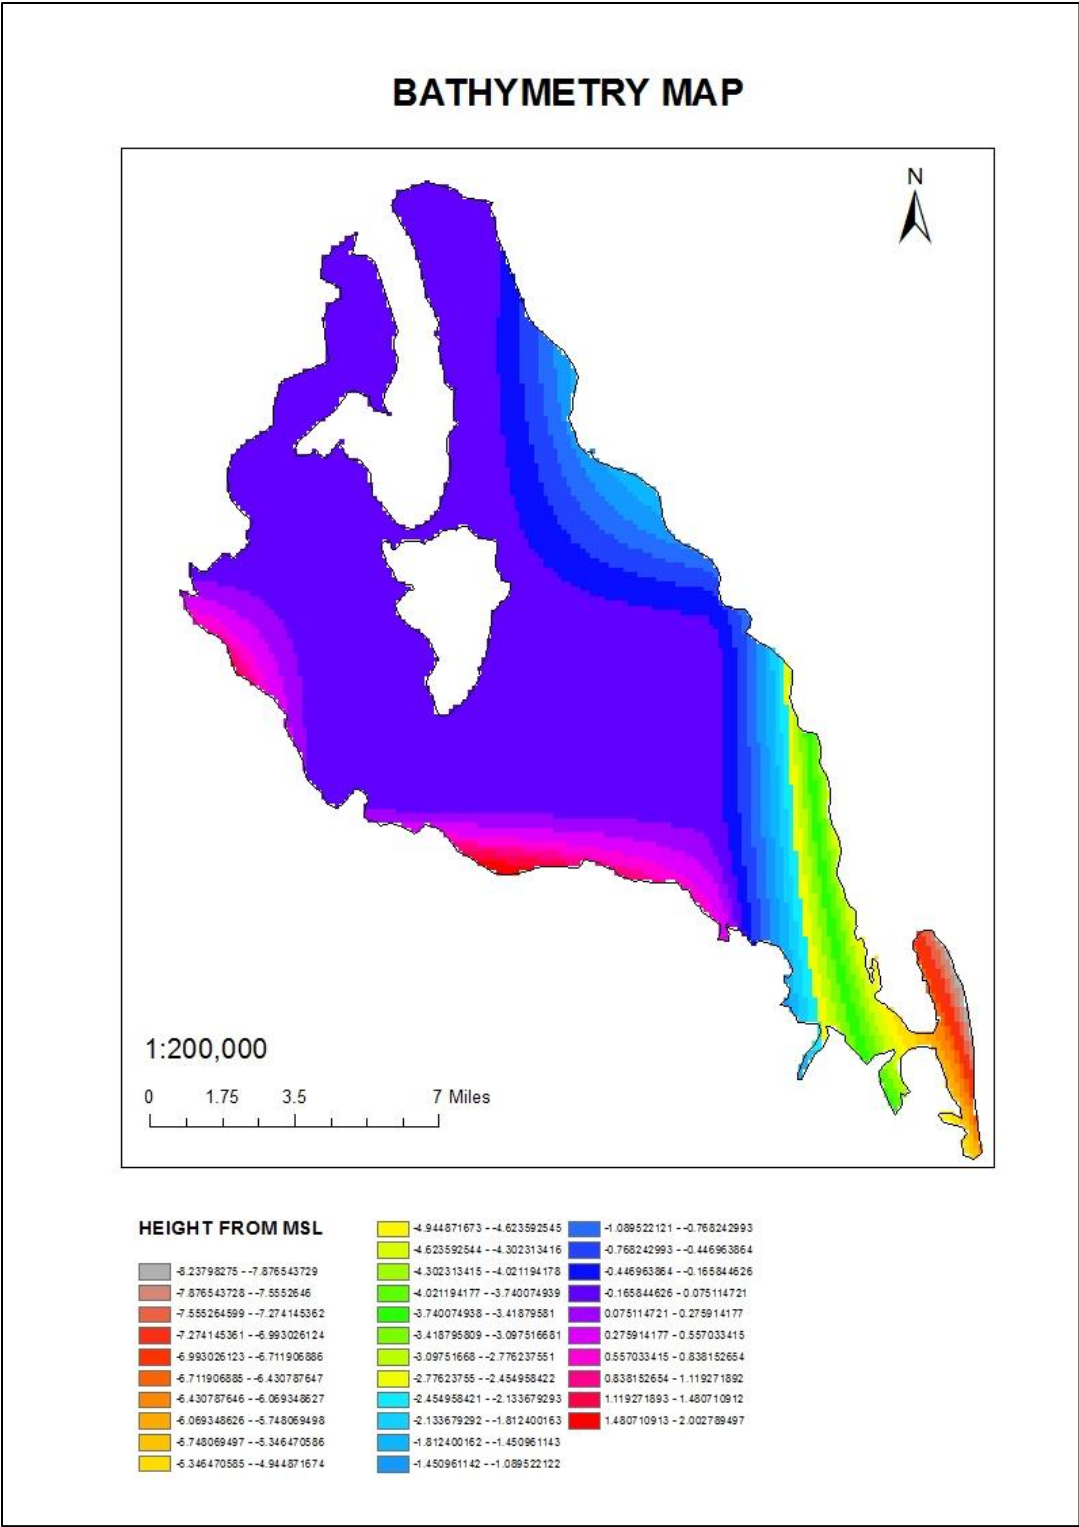 BATHYMETRY MAP
N
1:200,000
0 1.75 3.5 7 Miles
HEIGHT FROM MSL
-8.23798275 - -7.876543729
-7.876543728 - -7.5552646
-7.555264599 - -7.274145362
-7.274145361 - -6.993026124
-6.993026123 - -6.711906886
-6.711906885 - -6.430787647
-6.430787646 - -6.069348627
-6.069348626 - -5.748069498
-5.748069497 - -5.346470586
-5.346470585 - -4.944871674
-4.944871673 - -4.623592545
-4.623592544 - -4.302313416
-4.302313415 - -4.021194178
-4.021194177 - -3.740074939
-3.740074938 - -3.41879581
-3.418795809 - -3.097516681
-3.09751668 - -2.776237551
-2.77623755 - -2.454958422
-2.454958421 - -2.133679293
-2.133679292 - -1.812400163
-1.812400162 - -1.450961143
-1.450961142 - -1.089522122
-1.089522121 - -0.768242993
-0.768242993 - -0.446963864
-0.446963864 - -0.165844626
-0.165844626 - 0.075114721
0.075114721 - 0.275914177
0.275914177 - 0.557033415
0.557033415 - 0.838152654
0.838152654 - 1.119271892
1.119271893 - 1.480710912
1.480710913 - 2.002789497